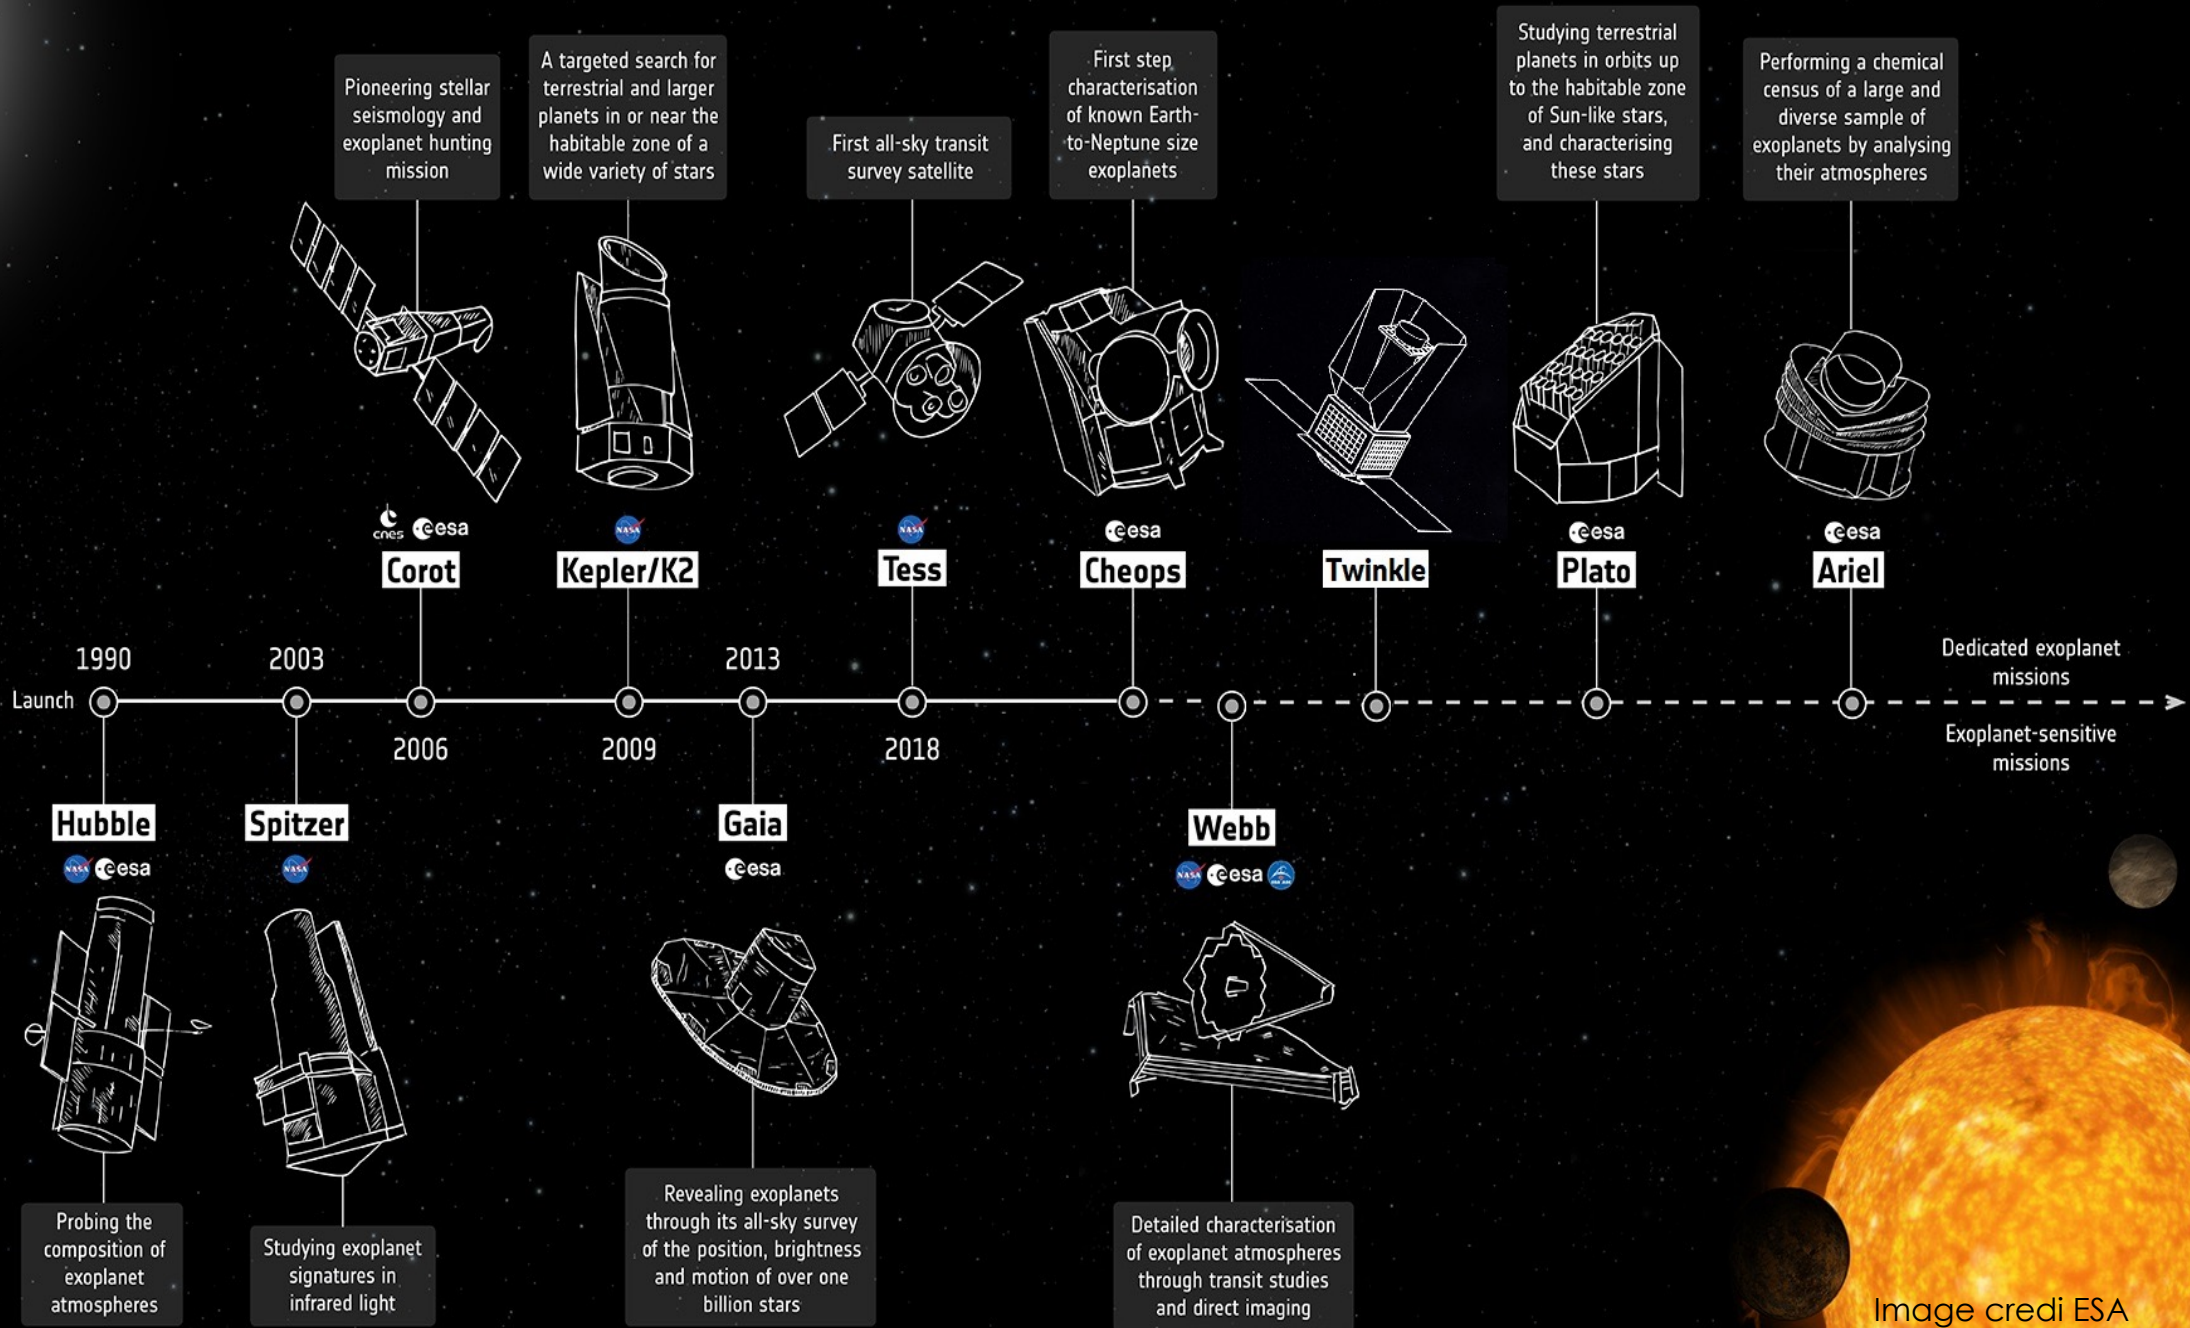 Pioneering stellar
seismology and
exoplanet hunting
mission
A targeted search for
terrestrial and larger
planets in or near the
habitable zone of a
wide variety of stars
First all-sky transit
survey satellite
First step
characterisation
of known Earth-
to-Neptune size
exoplanets
Studying terrestrial
planets in orbits up
to the habitable zone
of Sun-like stars,
and characterising
these stars
Performing a chemical
census of a large and
diverse sample of
exoplanets by analysing
their atmospheres
cnes esa
Corot
NASA
Kepler/K2
NASA
Tess
esa
Cheops
Twinkle
esa
Plato
esa
Ariel
1990
2003
2013
Launch
2006
2009
2018
Dedicated exoplanet
missions
Exoplanet-sensitive
missions
Hubble
NASA esa
Spitzer
NASA
Gaia
esa
Webb
NASA esa
Probing the
composition of
exoplanet
atmospheres
Studying exoplanet
signatures in
infrared light
Revealing exoplanets
through its all-sky survey
of the position, brightness
and motion of over one
billion stars
Detailed characterisation
of exoplanet atmospheres
through transit studies
and direct imaging
Image credi ESA